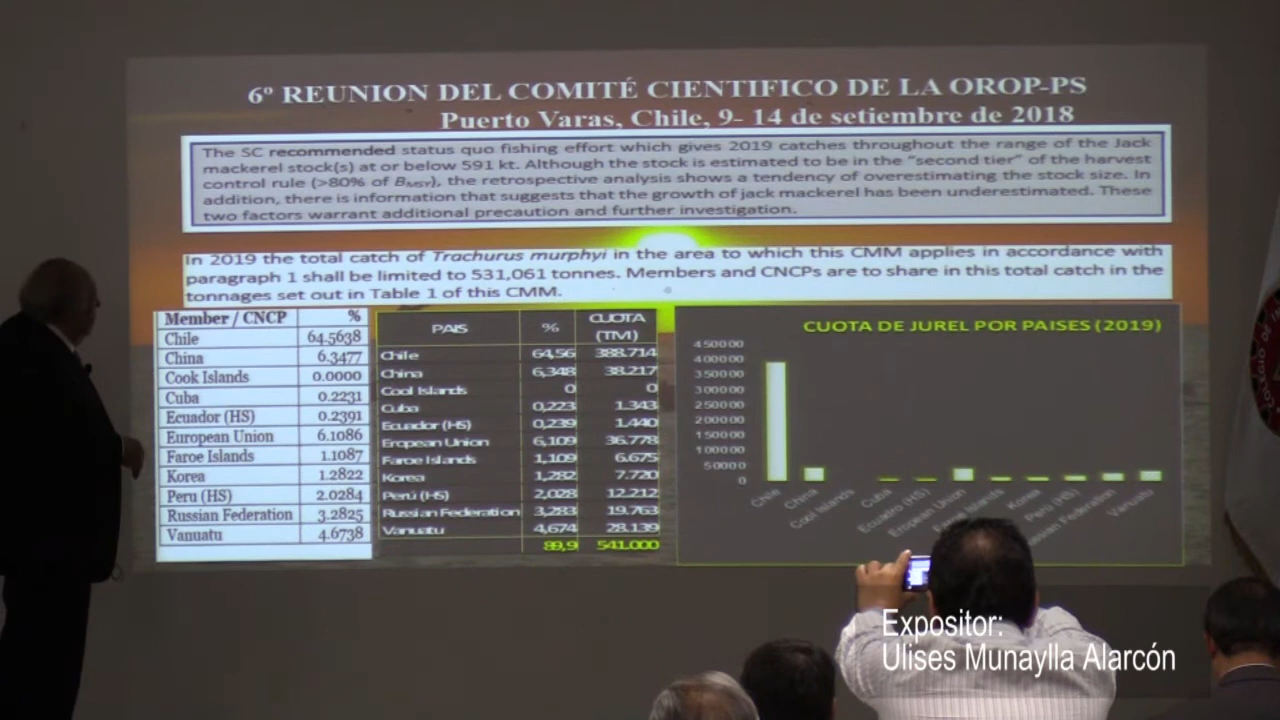 6º REUNION DEL COMITÉ CIENTIFICO DE LA OROP-PS
Puerto Varas, Chile, 9- 14 de setiembre de 2018
The SC recommended status quo fishing effort which gives 2019 catches throughout the range of the Jack
mackerel stock(s) at or below 591 kt. Although the stock is estimated to be in the "second tier" of the harvest
control rule (>80% of BMSY), the retrospective analysis shows a tendency of overestimating the stock size. In
addition, there is information that suggests that the growth of jack mackerel has been underestimated. These
two factors warrant additional precaution and further investigation.
In 2019 the total catch of Trachurus murphyi in the area to which this CMM applies in accordance with
paragraph 1 shall be limited to 531,061 tonnes. Members and CNCPs are to share in this total catch in the
tonnages set out in Table 1 of this CMM.
Member / CNCP %
Chile 64.5638
China 6.3477
Cook Islands 0.0000
Cuba 0.2231
Ecuador (HS) 0.2391
European Union 6.1086
Faroe Islands 1.1087
Korea 1.2822
Peru (HS) 2.0284
Russian Federation 3.2825
Vanuatu 4.6738
PAIS % CUOTA
(TM)
Chile 64,56 388.714
China 6,348 38.217
Cool Islands 0 0
Cuba 0,223 1.343
Ecuador (HS) 0,239 1.440
Eropean Union 6,109 36.778
Faroe Islands 1,109 6.675
Korea 1,282 7.720
Perú (HS) 2,028 12.212
Russian Federation 3,283 19.763
Vanuatu 4,674 28.139
89,9 541.000
CUOTA DE JUREL POR PAISES (2019)
450000
400000
350000
300000
250000
200000
150000
100000
50000
0
Chile
China
Cool Islands
Cuba
Ecuador (HS)
Eropean Union
Faroe Islands
Korea
Perú (HS)
Russian Federation
Vanuatu
COLEGIO DE
Expositor:
Ulises Munaylla Alarcón